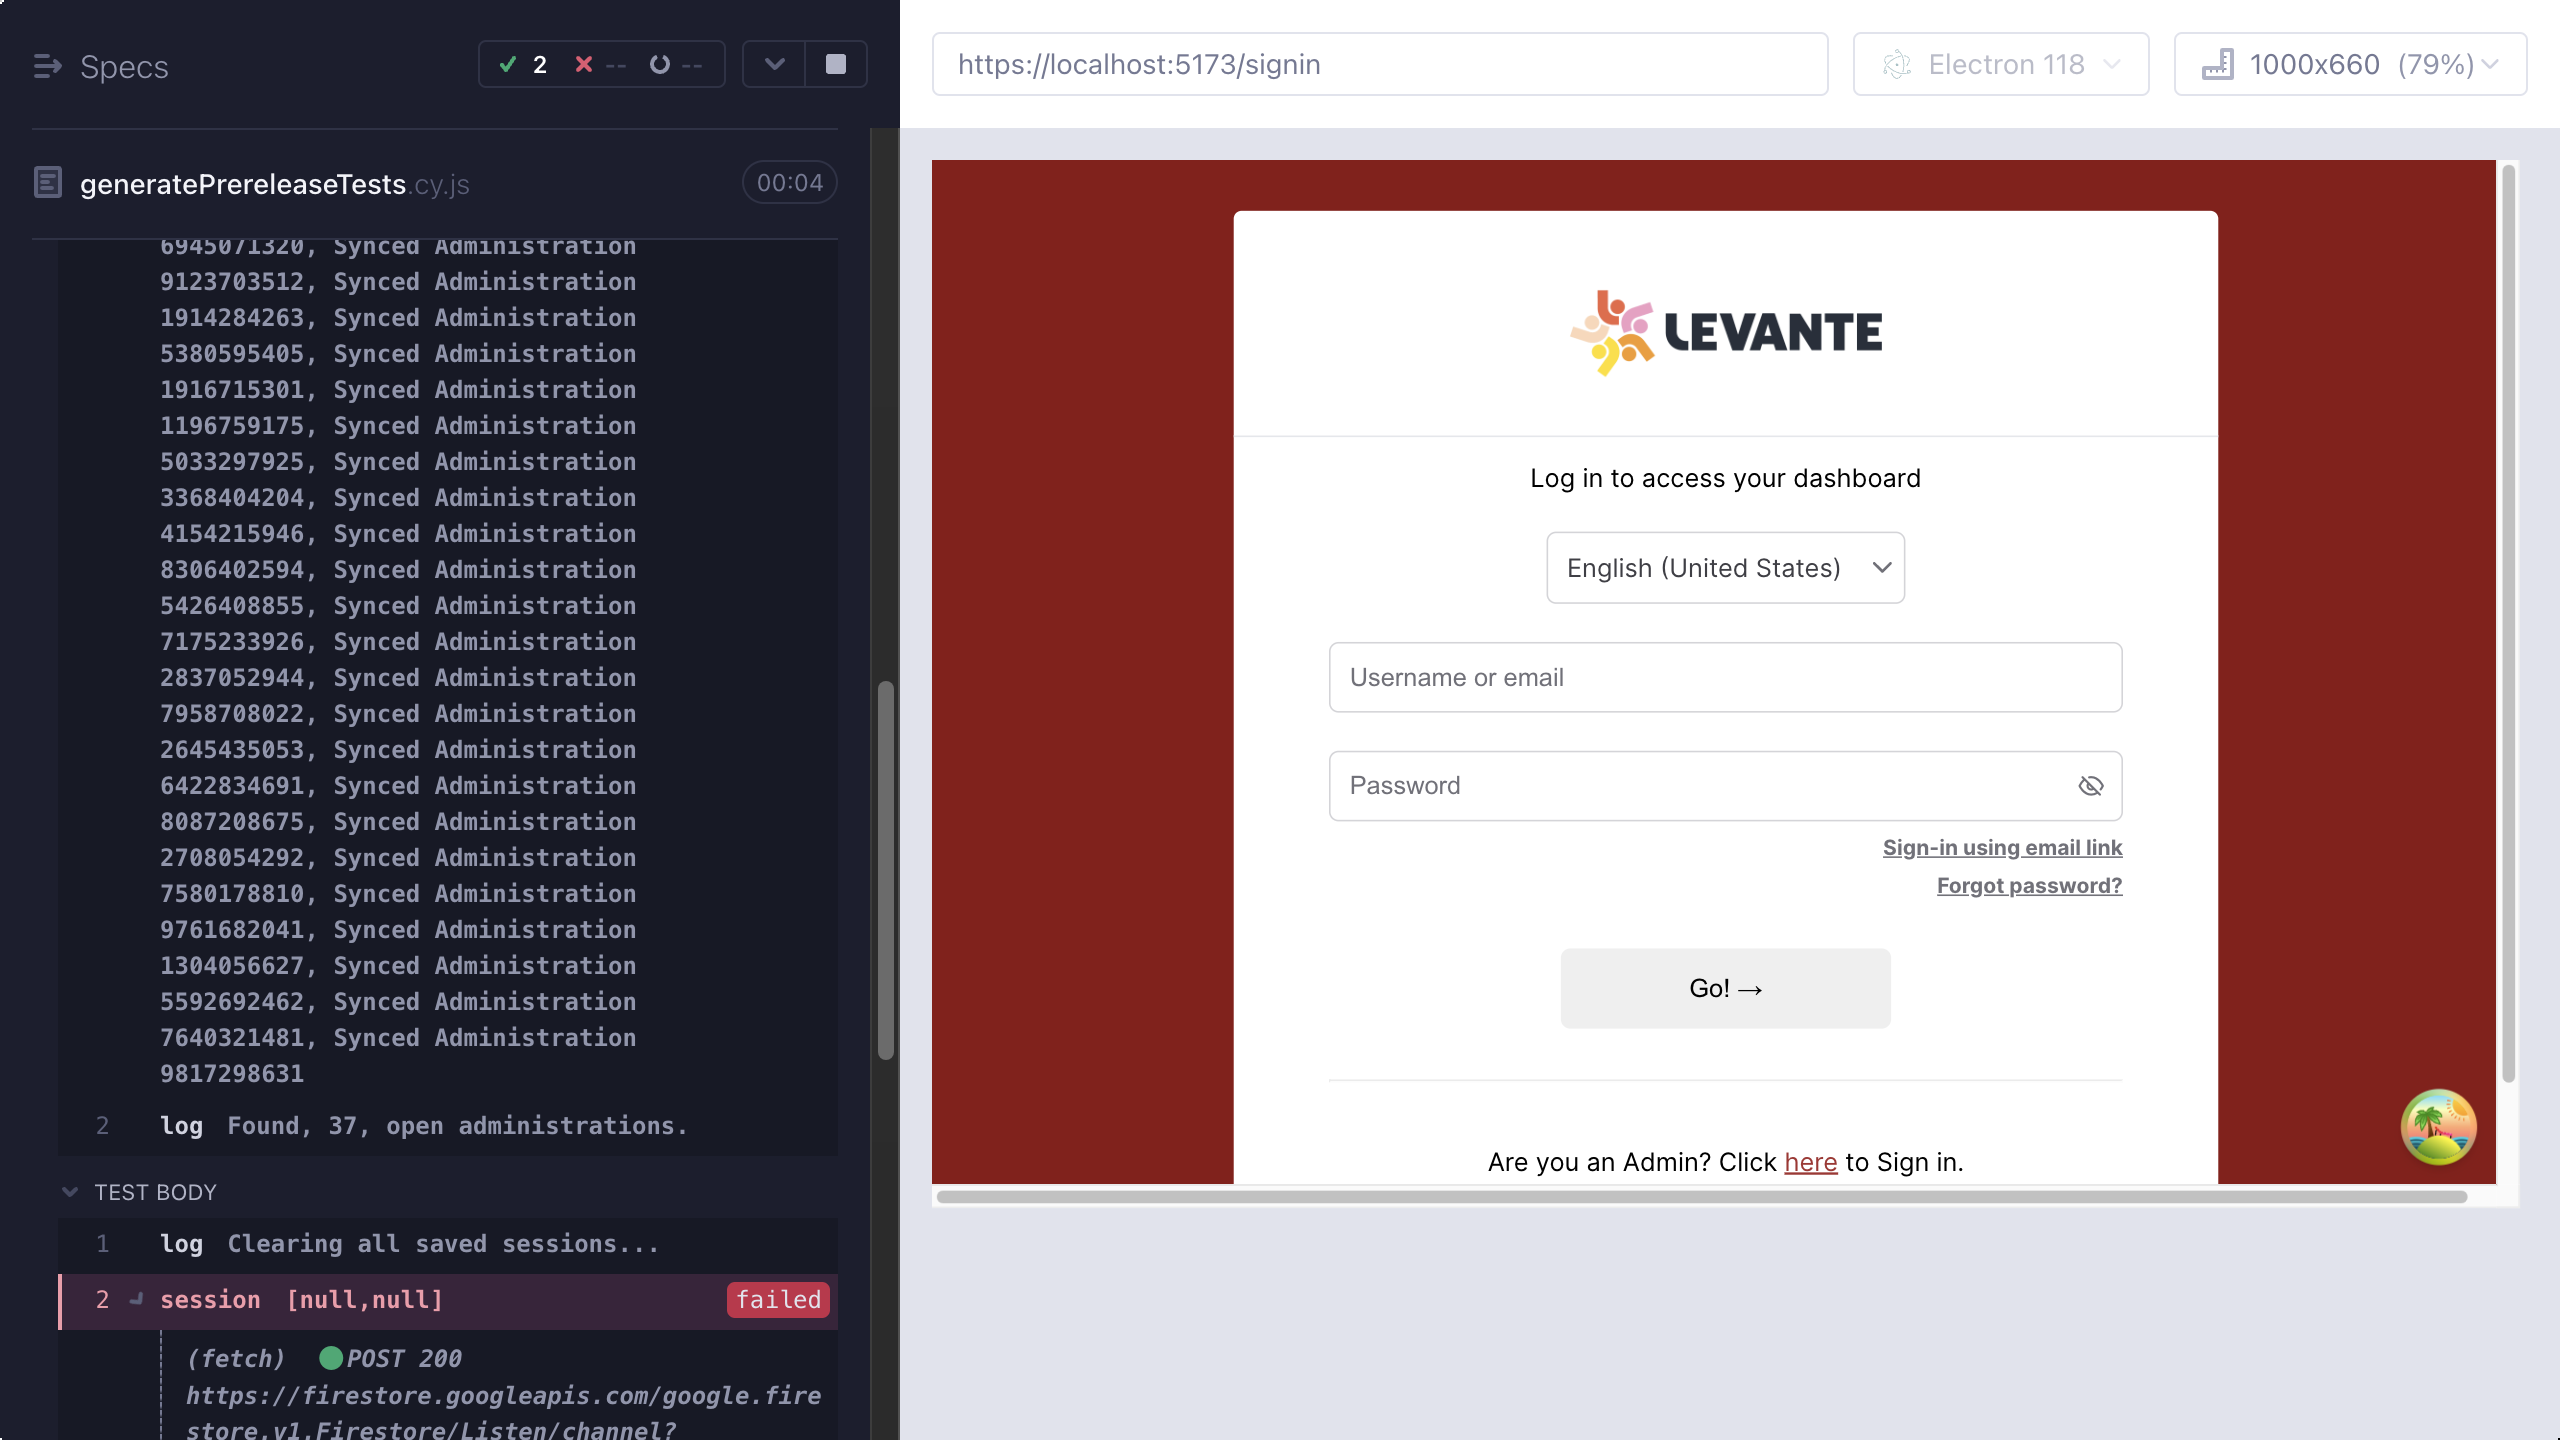 Specs
2 -- --
generatePrereleaseTests.cy.js
00:04
6945071320, Synced Administration
9123703512, Synced Administration
1914284263, Synced Administration
5380595405, Synced Administration
1916715301, Synced Administration
1196759175, Synced Administration
5033297925, Synced Administration
3368404204, Synced Administration
4154215946, Synced Administration
8306402594, Synced Administration
5426408855, Synced Administration
7175233926, Synced Administration
2837052944, Synced Administration
7958708022, Synced Administration
2645435053, Synced Administration
6422834691, Synced Administration
8087208675, Synced Administration
2708054292, Synced Administration
7580178810, Synced Administration
9761682041, Synced Administration
1304056627, Synced Administration
5592692462, Synced Administration
7640321481, Synced Administration
9817298631
2 log Found, 37, open administrations.
TEST BODY
1 log Clearing all saved sessions...
2 session [null,null] failed
(fetch) POST 200
https://firestore.googleapis.com/google.fire
store.v1.Firestore/Listen/channel?
https://localhost:5173/signin
Electron 118
1000x660 (79%)
LEVANTE
Log in to access your dashboard
English (United States)
Username or email
Password
Sign-in using email link
Forgot password?
Go! →
Are you an Admin? Click here to Sign in.